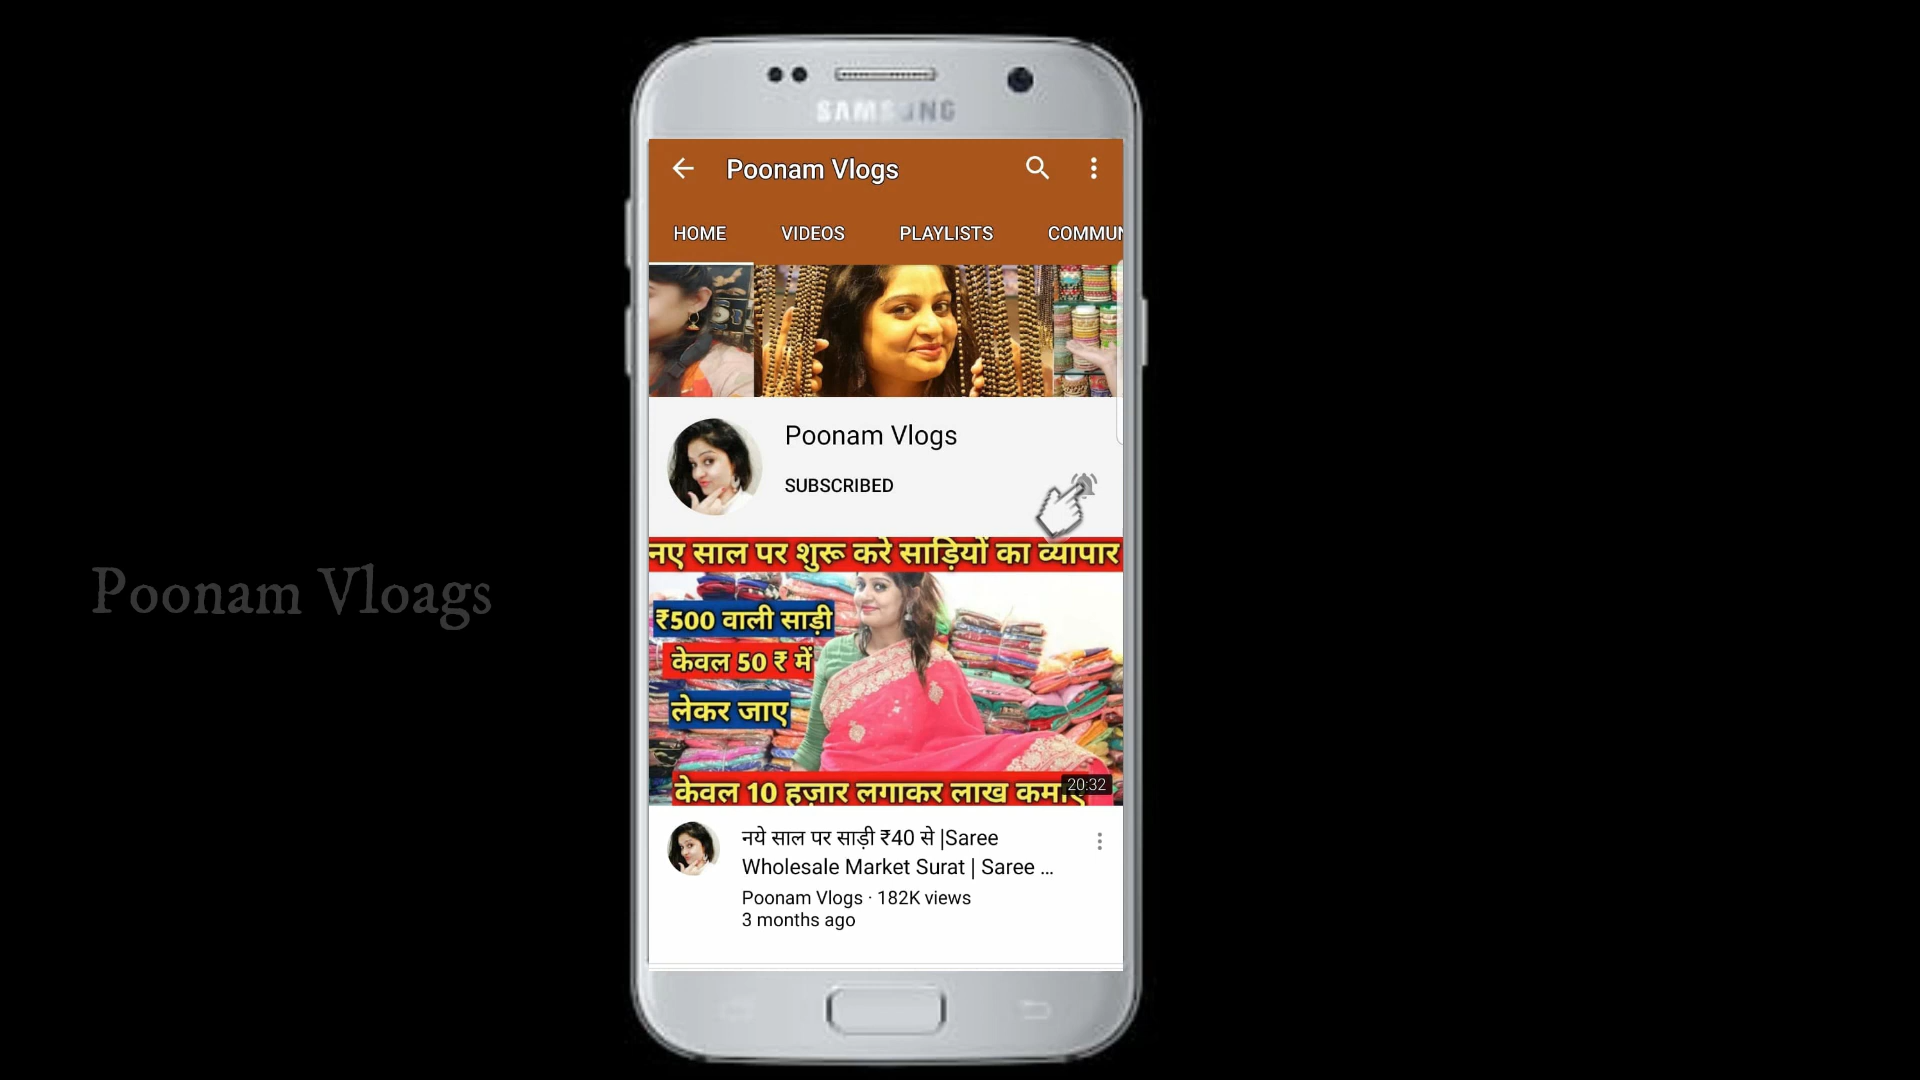 SAMSUNG
Poonam Vlogs
HOME VIDEOS PLAYLISTS COMMUN
Poonam Vlogs
SUBSCRIBED
नए साल पर शुरू करे साड़ियों का व्यापार
₹500 वाली साड़ी
केवल 50 ₹ में
लेकर जाए
केवल 10 हज़ार लगाकर लाख कमाए
20:32
नये साल पर साड़ी ₹40 से |Saree
Wholesale Market Surat | Saree ...
Poonam Vlogs · 182K views
3 months ago
Poonam Vloags